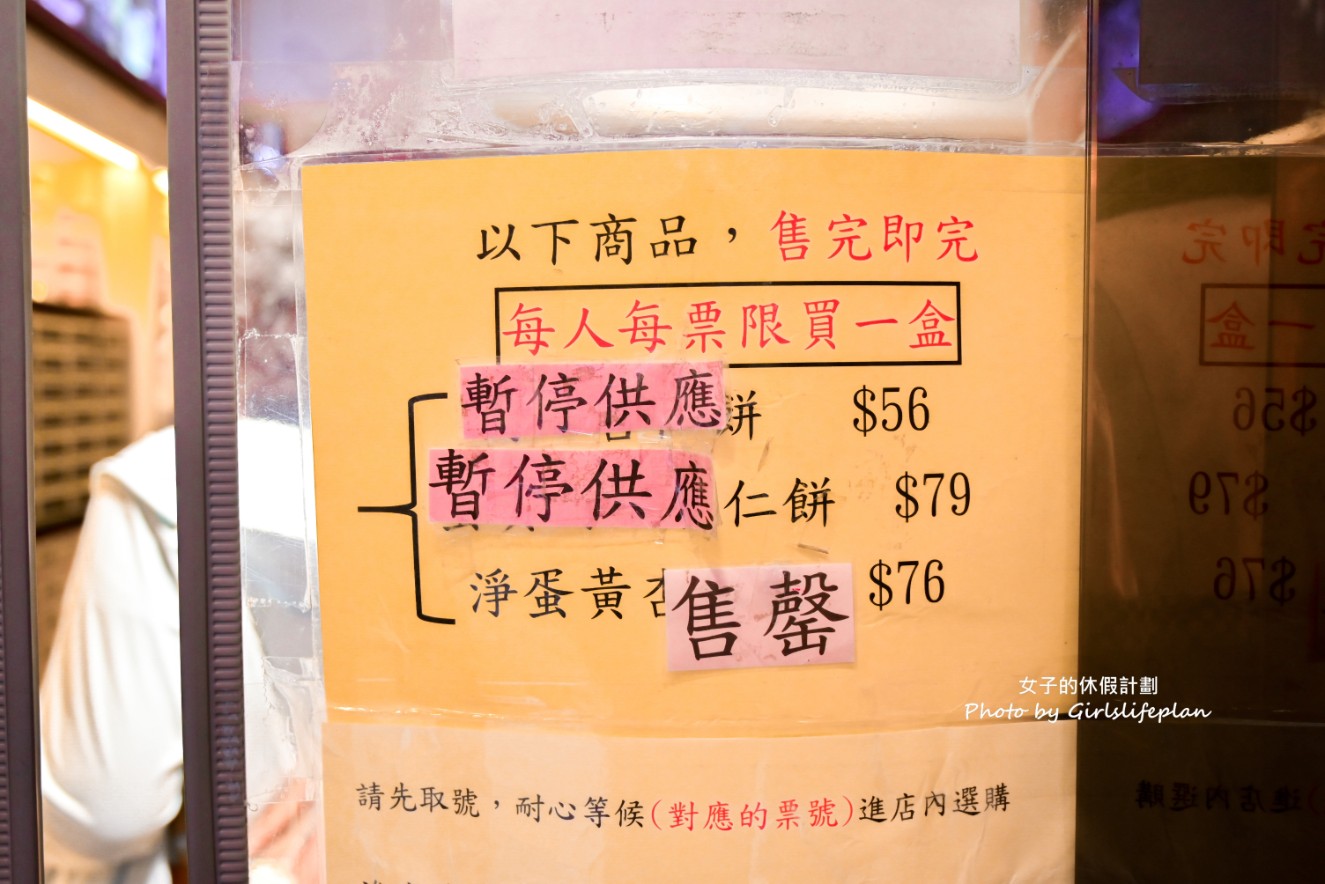 以下商品，售完即完
每人每票限買一盒
暫停供應餅 $56
暫停供應仁餅 $79
淨蛋黃杏售罄 $76
女子的休假計劃
Photo by Girlslifeplan
請先取號，耐心等候(對應的票號)進店內選購